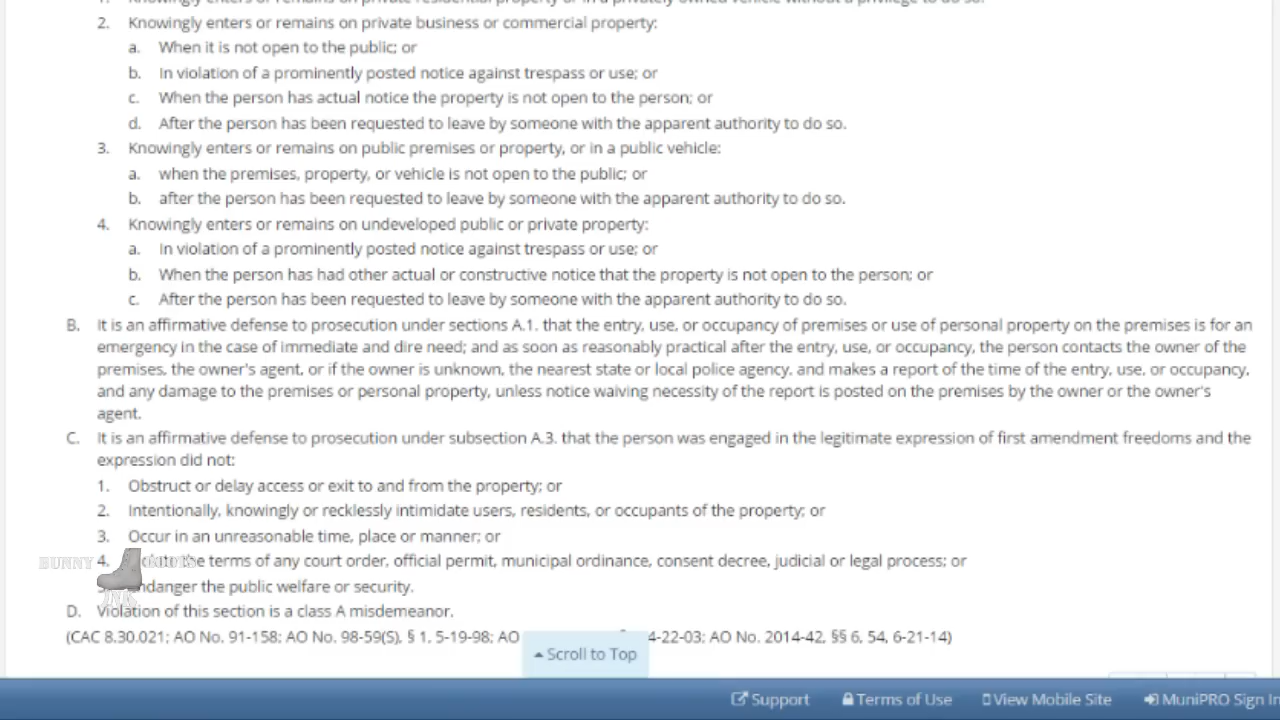 1. Knowingly enters or remains on private residential property or in a privately owned vehicle without a privilege to do so.
2. Knowingly enters or remains on private business or commercial property:
a. When it is not open to the public; or
b. In violation of a prominently posted notice against trespass or use; or
c. When the person has actual notice the property is not open to the person; or
d. After the person has been requested to leave by someone with the apparent authority to do so.
3. Knowingly enters or remains on public premises or property, or in a public vehicle:
a. when the premises, property, or vehicle is not open to the public; or
b. after the person has been requested to leave by someone with the apparent authority to do so.
4. Knowingly enters or remains on undeveloped public or private property:
a. In violation of a prominently posted notice against trespass or use; or
b. When the person has had other actual or constructive notice that the property is not open to the person; or
c. After the person has been requested to leave by someone with the apparent authority to do so.
B. It is an affirmative defense to prosecution under sections A.1. that the entry, use, or occupancy of premises or use of personal property on the premises is for an
emergency in the case of immediate and dire need; and as soon as reasonably practical after the entry, use, or occupancy, the person contacts the owner of the
premises, the owner's agent, or if the owner is unknown, the nearest state or local police agency, and makes a report of the time of the entry, use, or occupancy,
and any damage to the premises or personal property, unless notice waiving necessity of the report is posted on the premises by the owner or the owner's
agent.
C. It is an affirmative defense to prosecution under subsection A.3. that the person was engaged in the legitimate expression of first amendment freedoms and the
expression did not:
1. Obstruct or delay access or exit to and from the property; or
2. Intentionally, knowingly or recklessly intimidate users, residents, or occupants of the property; or
3. Occur in an unreasonable time, place or manner; or
4. the terms of any court order, official permit, municipal ordinance, consent decree, judicial or legal process; or
endanger the public welfare or security.
BUNNY BOOTS
INK
D. Violation of this section is a class A misdemeanor.
(CAC 8.30.021; AO No. 91-158; AO No. 98-59(S), § 1, 5-19-98; AO 4-22-03; AO No. 2014-42, §§ 6, 54, 6-21-14)
Scroll to Top
Support Terms of Use View Mobile Site MuniPRO Sign In